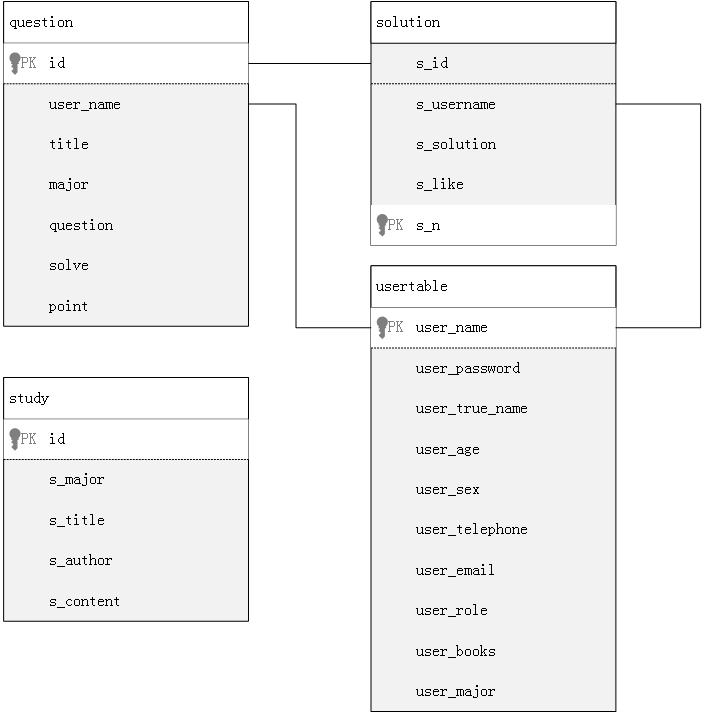 question
PK id
user_name
title
major
question
solve
point
solution
s_id
s_username
s_solution
s_like
PK s_n
usertable
PK user_name
user_password
user_true_name
user_age
user_sex
user_telephone
user_email
user_role
user_books
user_major
study
PK id
s_major
s_title
s_author
s_content